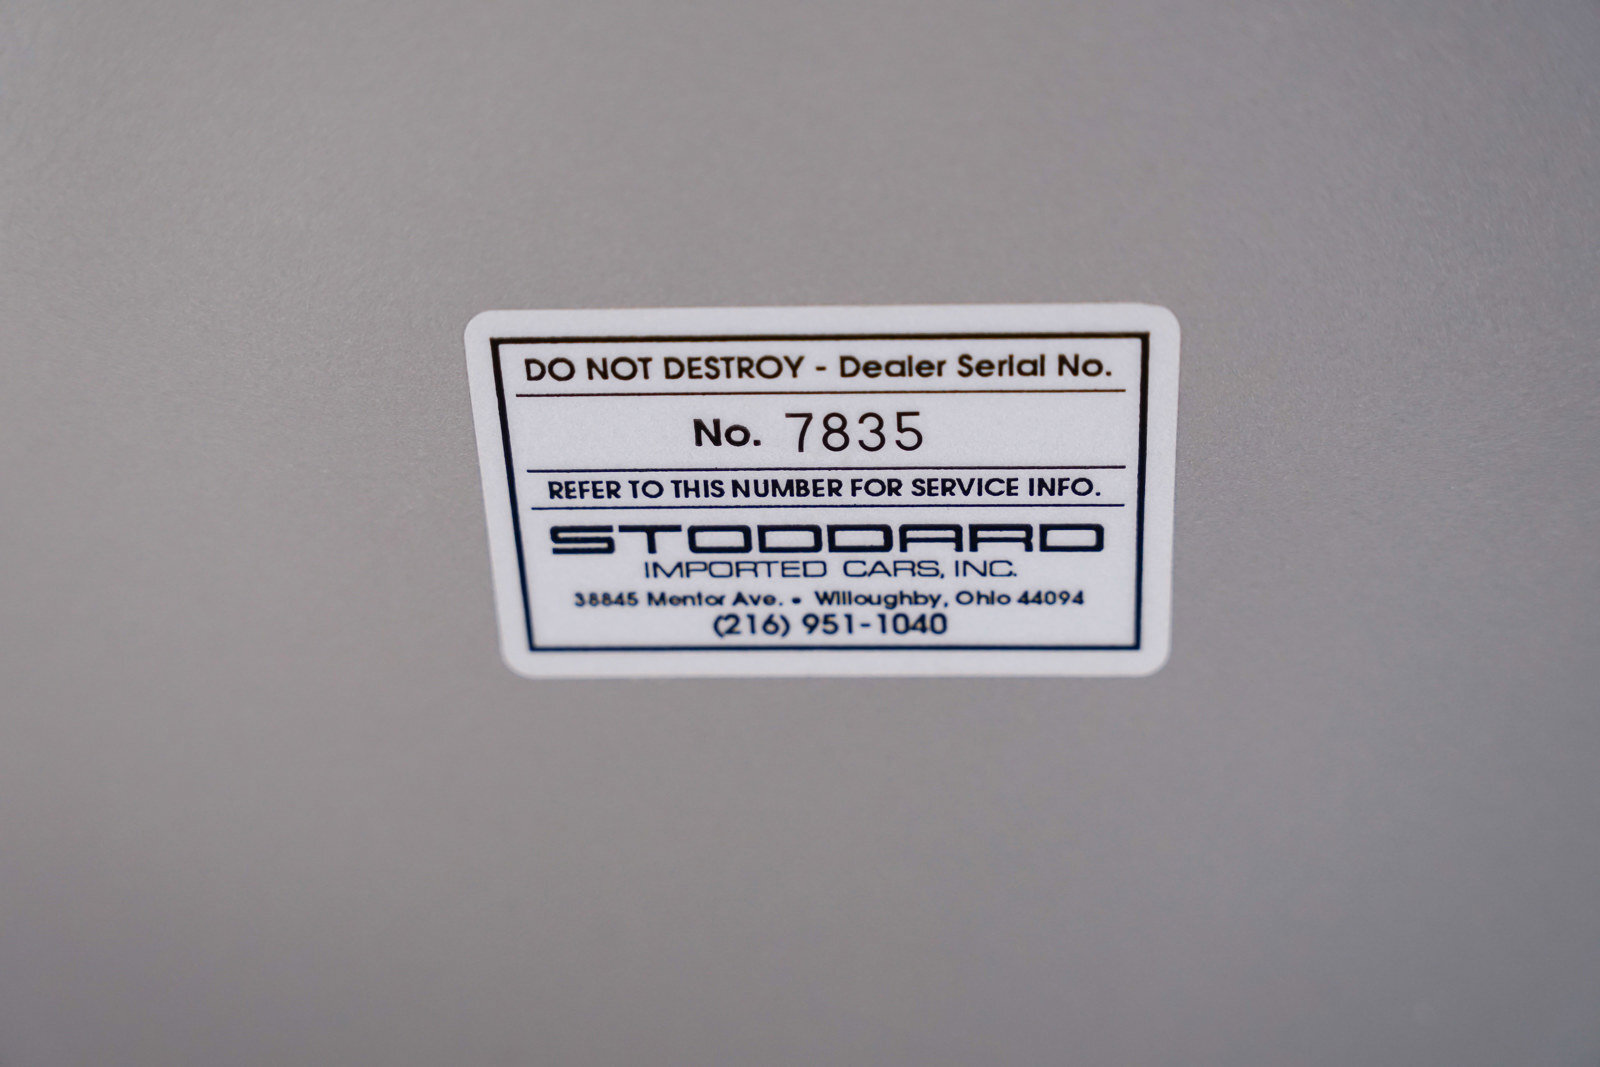 DO NOT DESTROY - Dealer Serial No.
No. 7835
REFER TO THIS NUMBER FOR SERVICE INFO.
STODDARD
IMPORTED CARS, INC.
38845 Mentor Ave. • Willoughby, Ohio 44094
(216) 951-1040